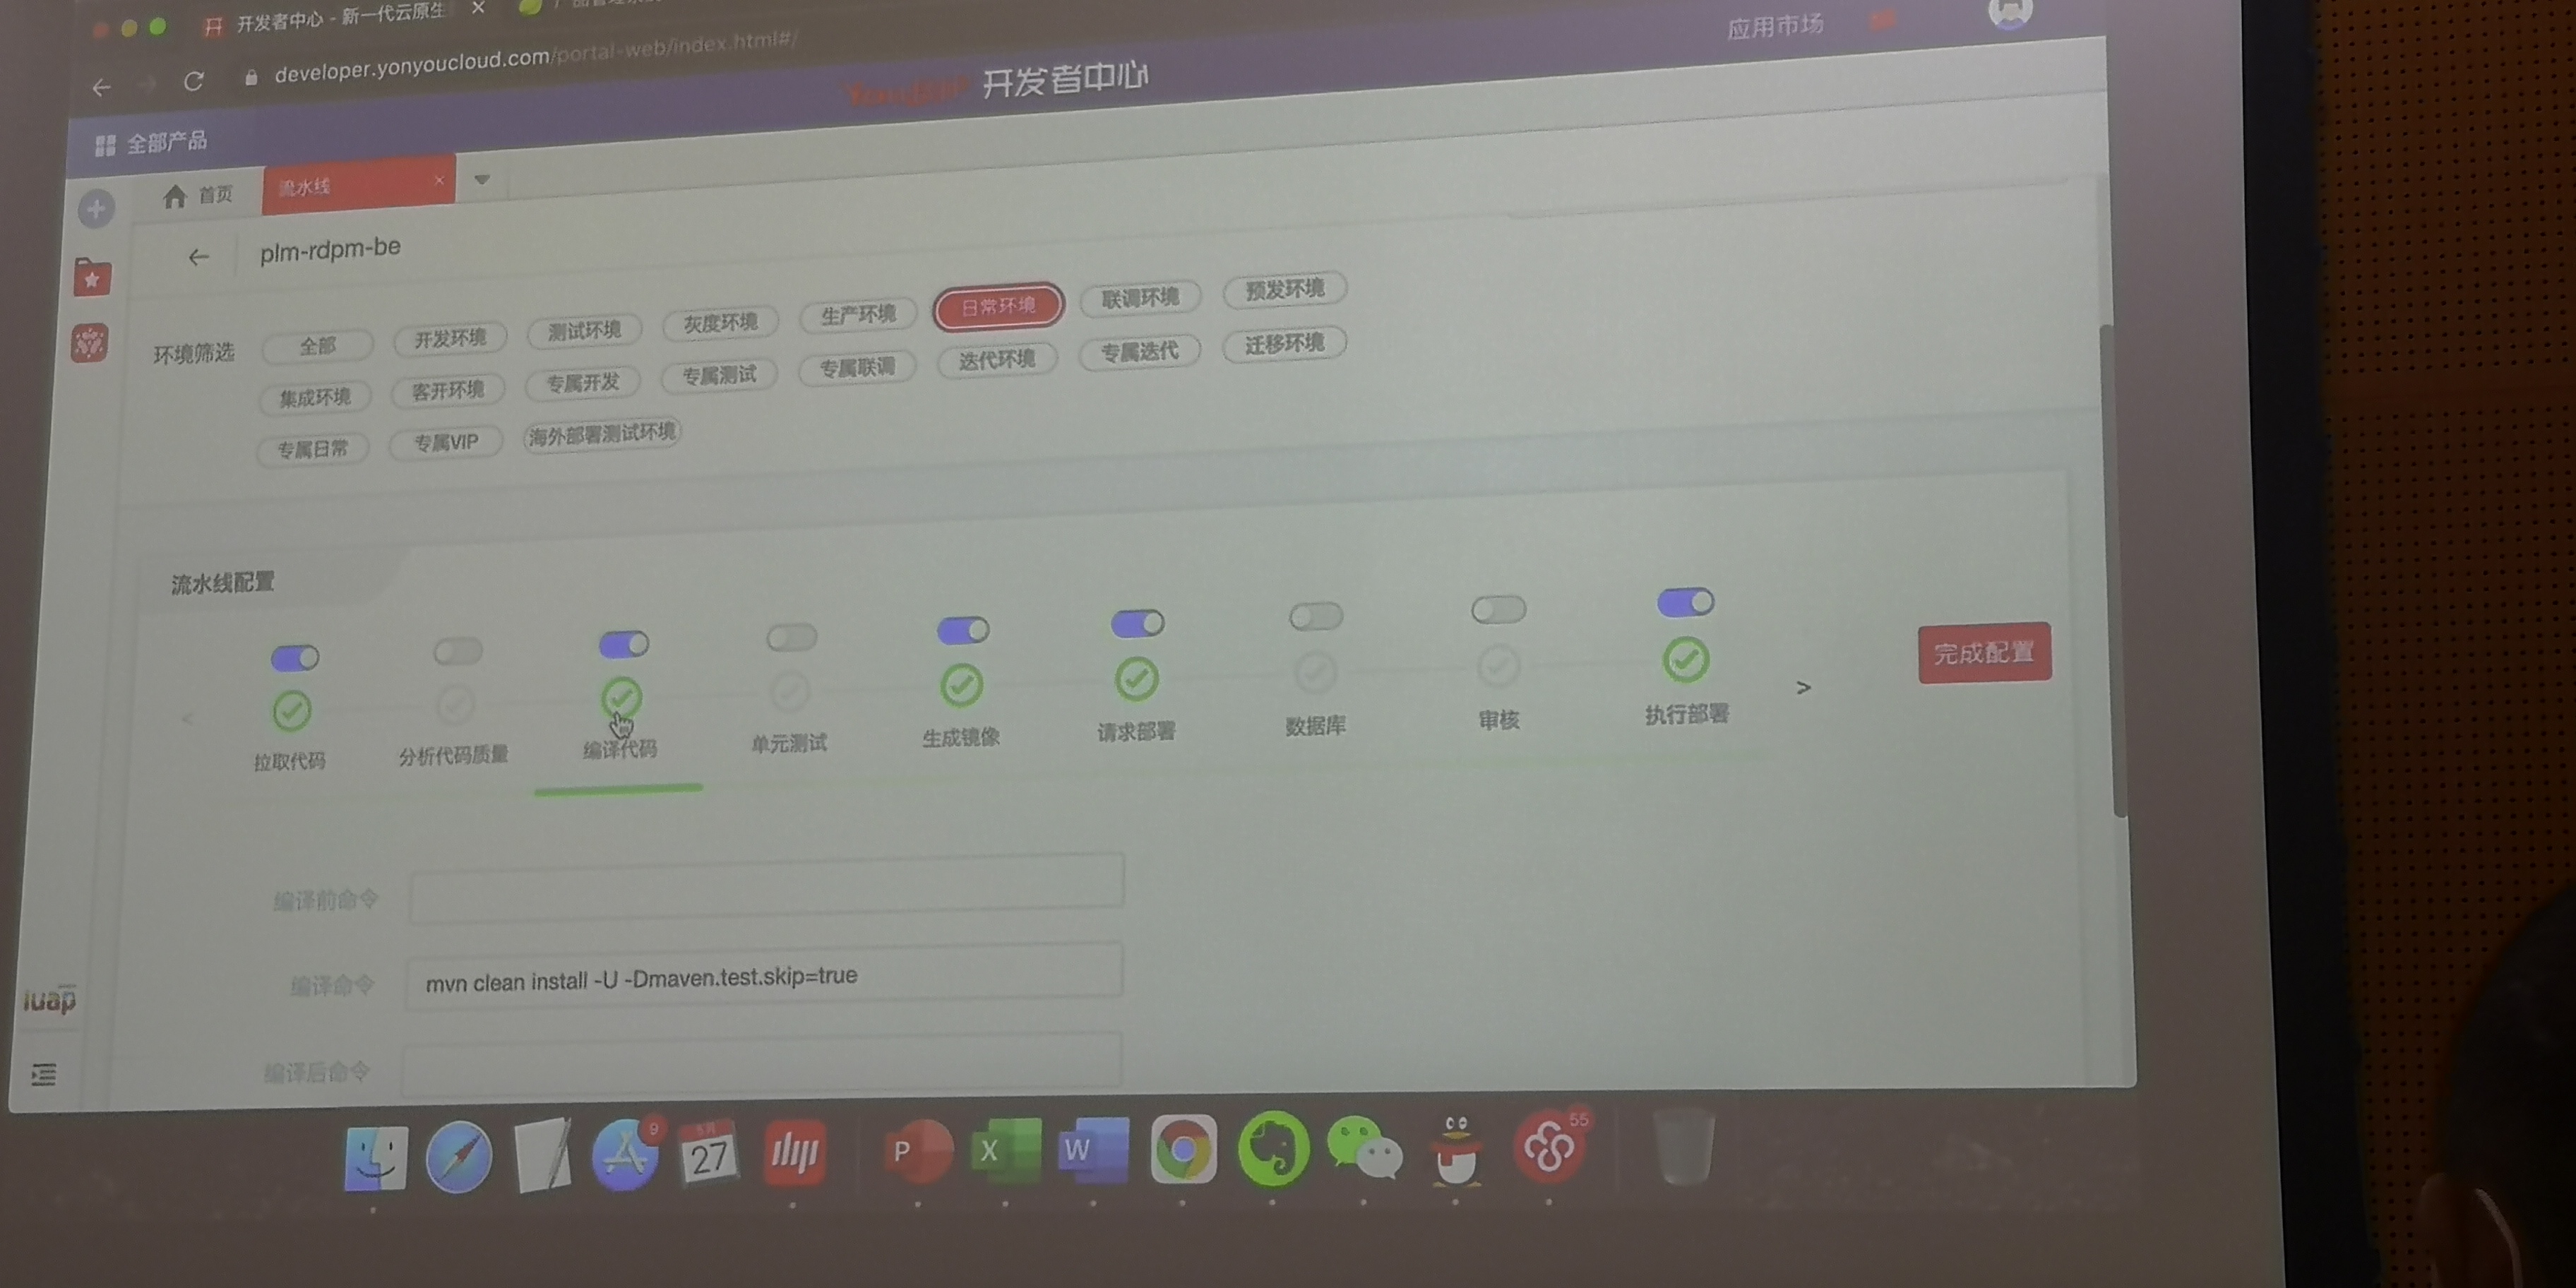 开发者中心 - 新一代云原生
developer.yonyoucloud.com/portal-web/index.html#/
应用市场
开发者中心
全部产品
首页
流水线
plm-rdpm-be
环境筛选
全部 开发环境 测试环境 灰度环境 生产环境 日常环境 联调环境 预发环境
集成环境 客开环境 专属开发 专属测试 专属联调 迭代环境 专属迭代 迁移环境
专属日常 专属VIP 海外部署测试环境
流水线配置
拉取代码 分析代码质量 编译代码 单元测试 生成镜像 请求部署 数据库 审核 执行部署
完成配置
编译前命令
编译命令 mvn clean install -U -Dmaven.test.skip=true
编译后命令
iuap
9
5月
27
P
X
W
55